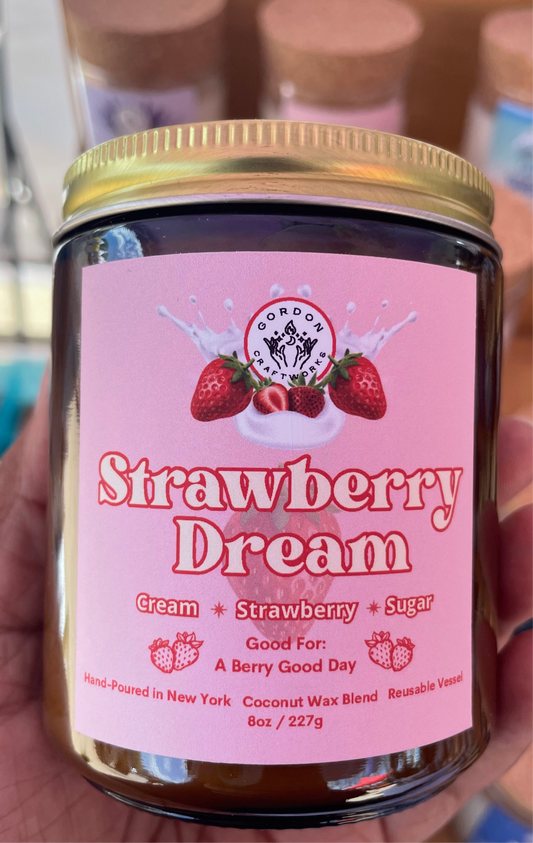 GORDON
CRAFTWORKS
Strawberry
Dream
Cream ✴ Strawberry ✴ Sugar
Good For:
A Berry Good Day
Hand-Poured in New York Coconut Wax Blend Reusable Vessel
8oz / 227g